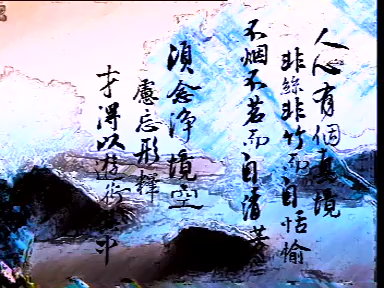 人心有個真境
非絲非竹而自恬愉
不烟不茗而自清芬
須念淨境空
慮忘形釋
才得以遊衍其中